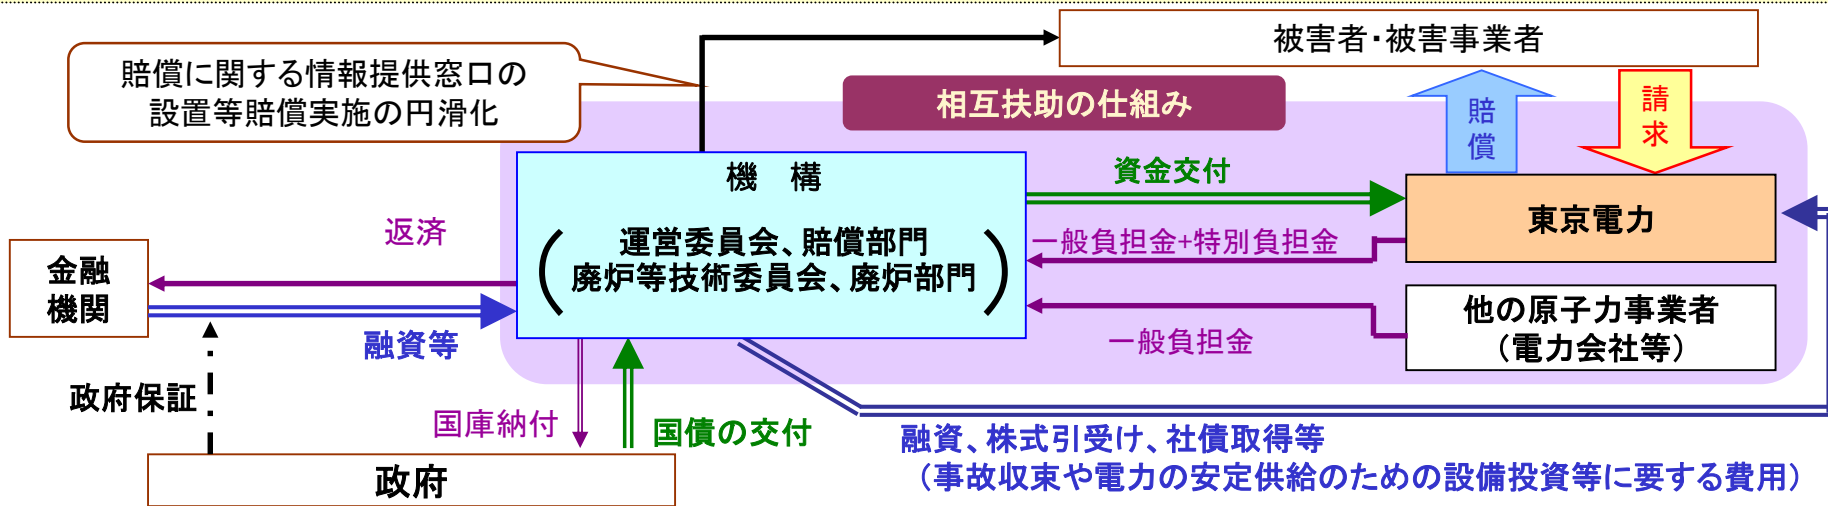 被害者・被害事業者
賠償に関する情報提供窓口の
設置等賠償実施の円滑化
相互扶助の仕組み
賠償
請求
機　構
運営委員会、賠償部門
廃炉等技術委員会、廃炉部門
資金交付
東京電力
一般負担金+特別負担金
返済
金融
機関
融資等
他の原子力事業者
（電力会社等）
一般負担金
政府保証
国庫納付
国債の交付
融資、株式引受け、社債取得等
（事故収束や電力の安定供給のための設備投資等に要する費用）
政府